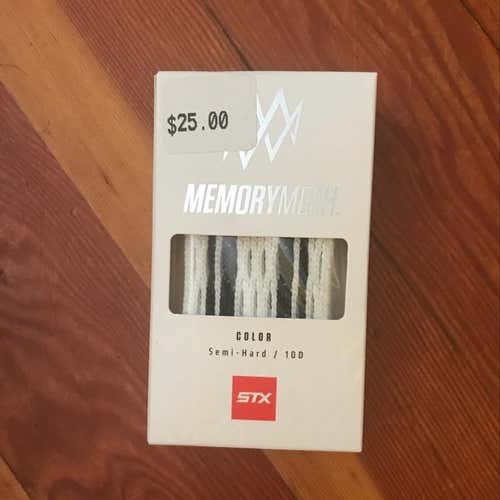 $25.00
MEMORYMESH.
COLOR
Semi-Hard / 10D
STX